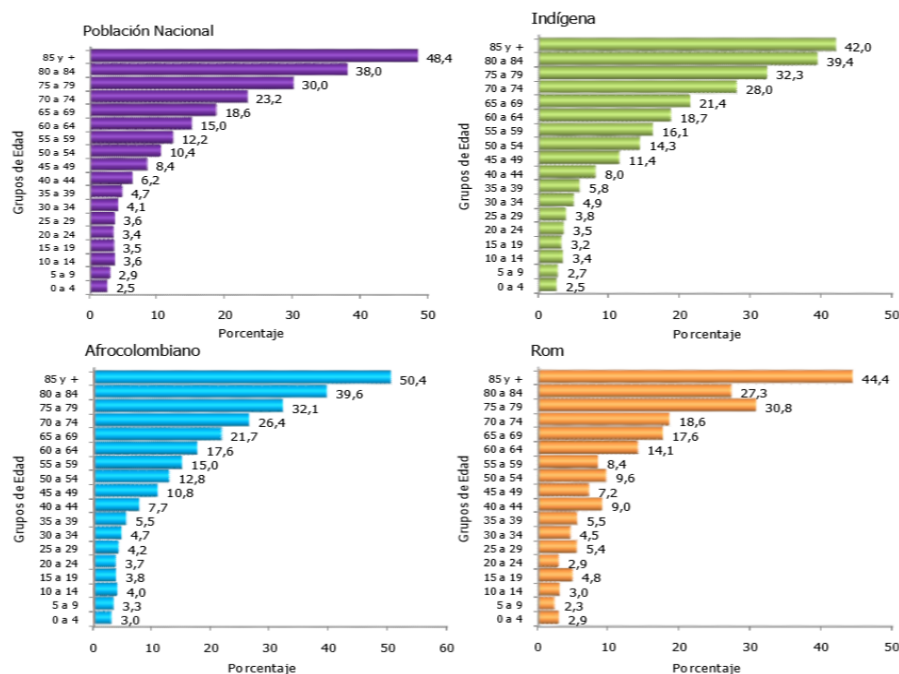 Población Nacional
Grupos de Edad
85 y + 48,4
80 a 84 38,0
75 a 79 30,0
70 a 74 23,2
65 a 69 18,6
60 a 64 15,0
55 a 59 12,2
50 a 54 10,4
45 a 49 8,4
40 a 44 6,2
35 a 39 4,7
30 a 34 4,1
25 a 29 3,6
20 a 24 3,4
15 a 19 3,5
10 a 14 3,6
5 a 9 2,9
0 a 4 2,5
0 10 20 30 40 50
Porcentaje
Indígena
Grupos de Edad
85 y + 42,0
80 a 84 39,4
75 a 79 32,3
70 a 74 28,0
65 a 69 21,4
60 a 64 18,7
55 a 59 16,1
50 a 54 14,3
45 a 49 11,4
40 a 44 8,0
35 a 39 5,8
30 a 34 4,9
25 a 29 3,8
20 a 24 3,5
15 a 19 3,2
10 a 14 3,4
5 a 9 2,7
0 a 4 2,5
0 10 20 30 40 50
Porcentaje
Afrocolombiano
Grupos de Edad
85 y + 50,4
80 a 84 39,6
75 a 79 32,1
70 a 74 26,4
65 a 69 21,7
60 a 64 17,6
55 a 59 15,0
50 a 54 12,8
45 a 49 10,8
40 a 44 7,7
35 a 39 5,5
30 a 34 4,7
25 a 29 4,2
20 a 24 3,7
15 a 19 3,8
10 a 14 4,0
5 a 9 3,3
0 a 4 3,0
0 10 20 30 40 50 60
Porcentaje
Rom
Grupos de Edad
85 y + 44,4
80 a 84 27,3
75 a 79 30,8
70 a 74 18,6
65 a 69 17,6
60 a 64 14,1
55 a 59 8,4
50 a 54 9,6
45 a 49 7,2
40 a 44 9,0
35 a 39 5,5
30 a 34 4,5
25 a 29 5,4
20 a 24 2,9
15 a 19 4,8
10 a 14 3,0
5 a 9 2,3
0 a 4 2,9
0 10 20 30 40 50
Porcentaje